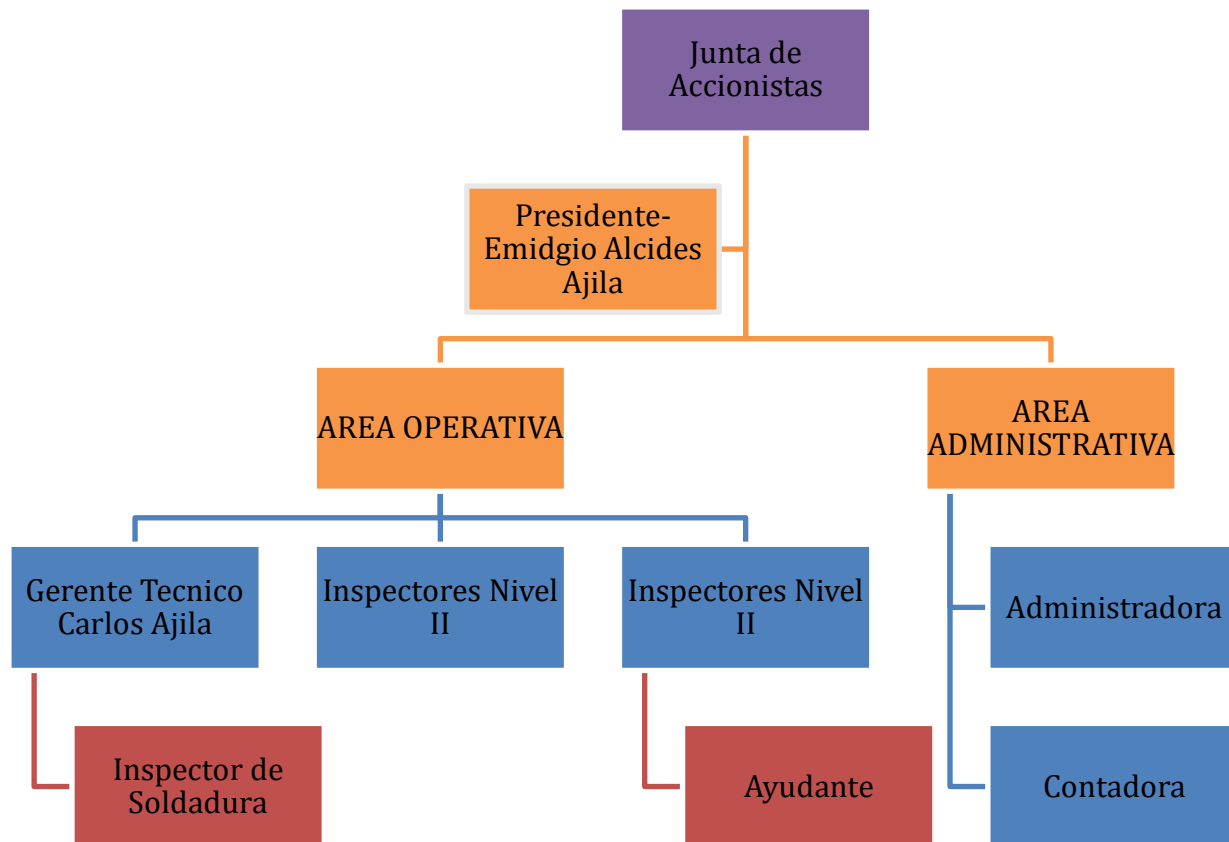 Junta de
Accionistas
Presidente-
Emidgio Alcides
Ajila
AREA OPERATIVA
AREA
ADMINISTRATIVA
Gerente Tecnico
Carlos Ajila
Inspectores Nivel
II
Inspectores Nivel
II
Administradora
Inspector de
Soldadura
Ayudante
Contadora